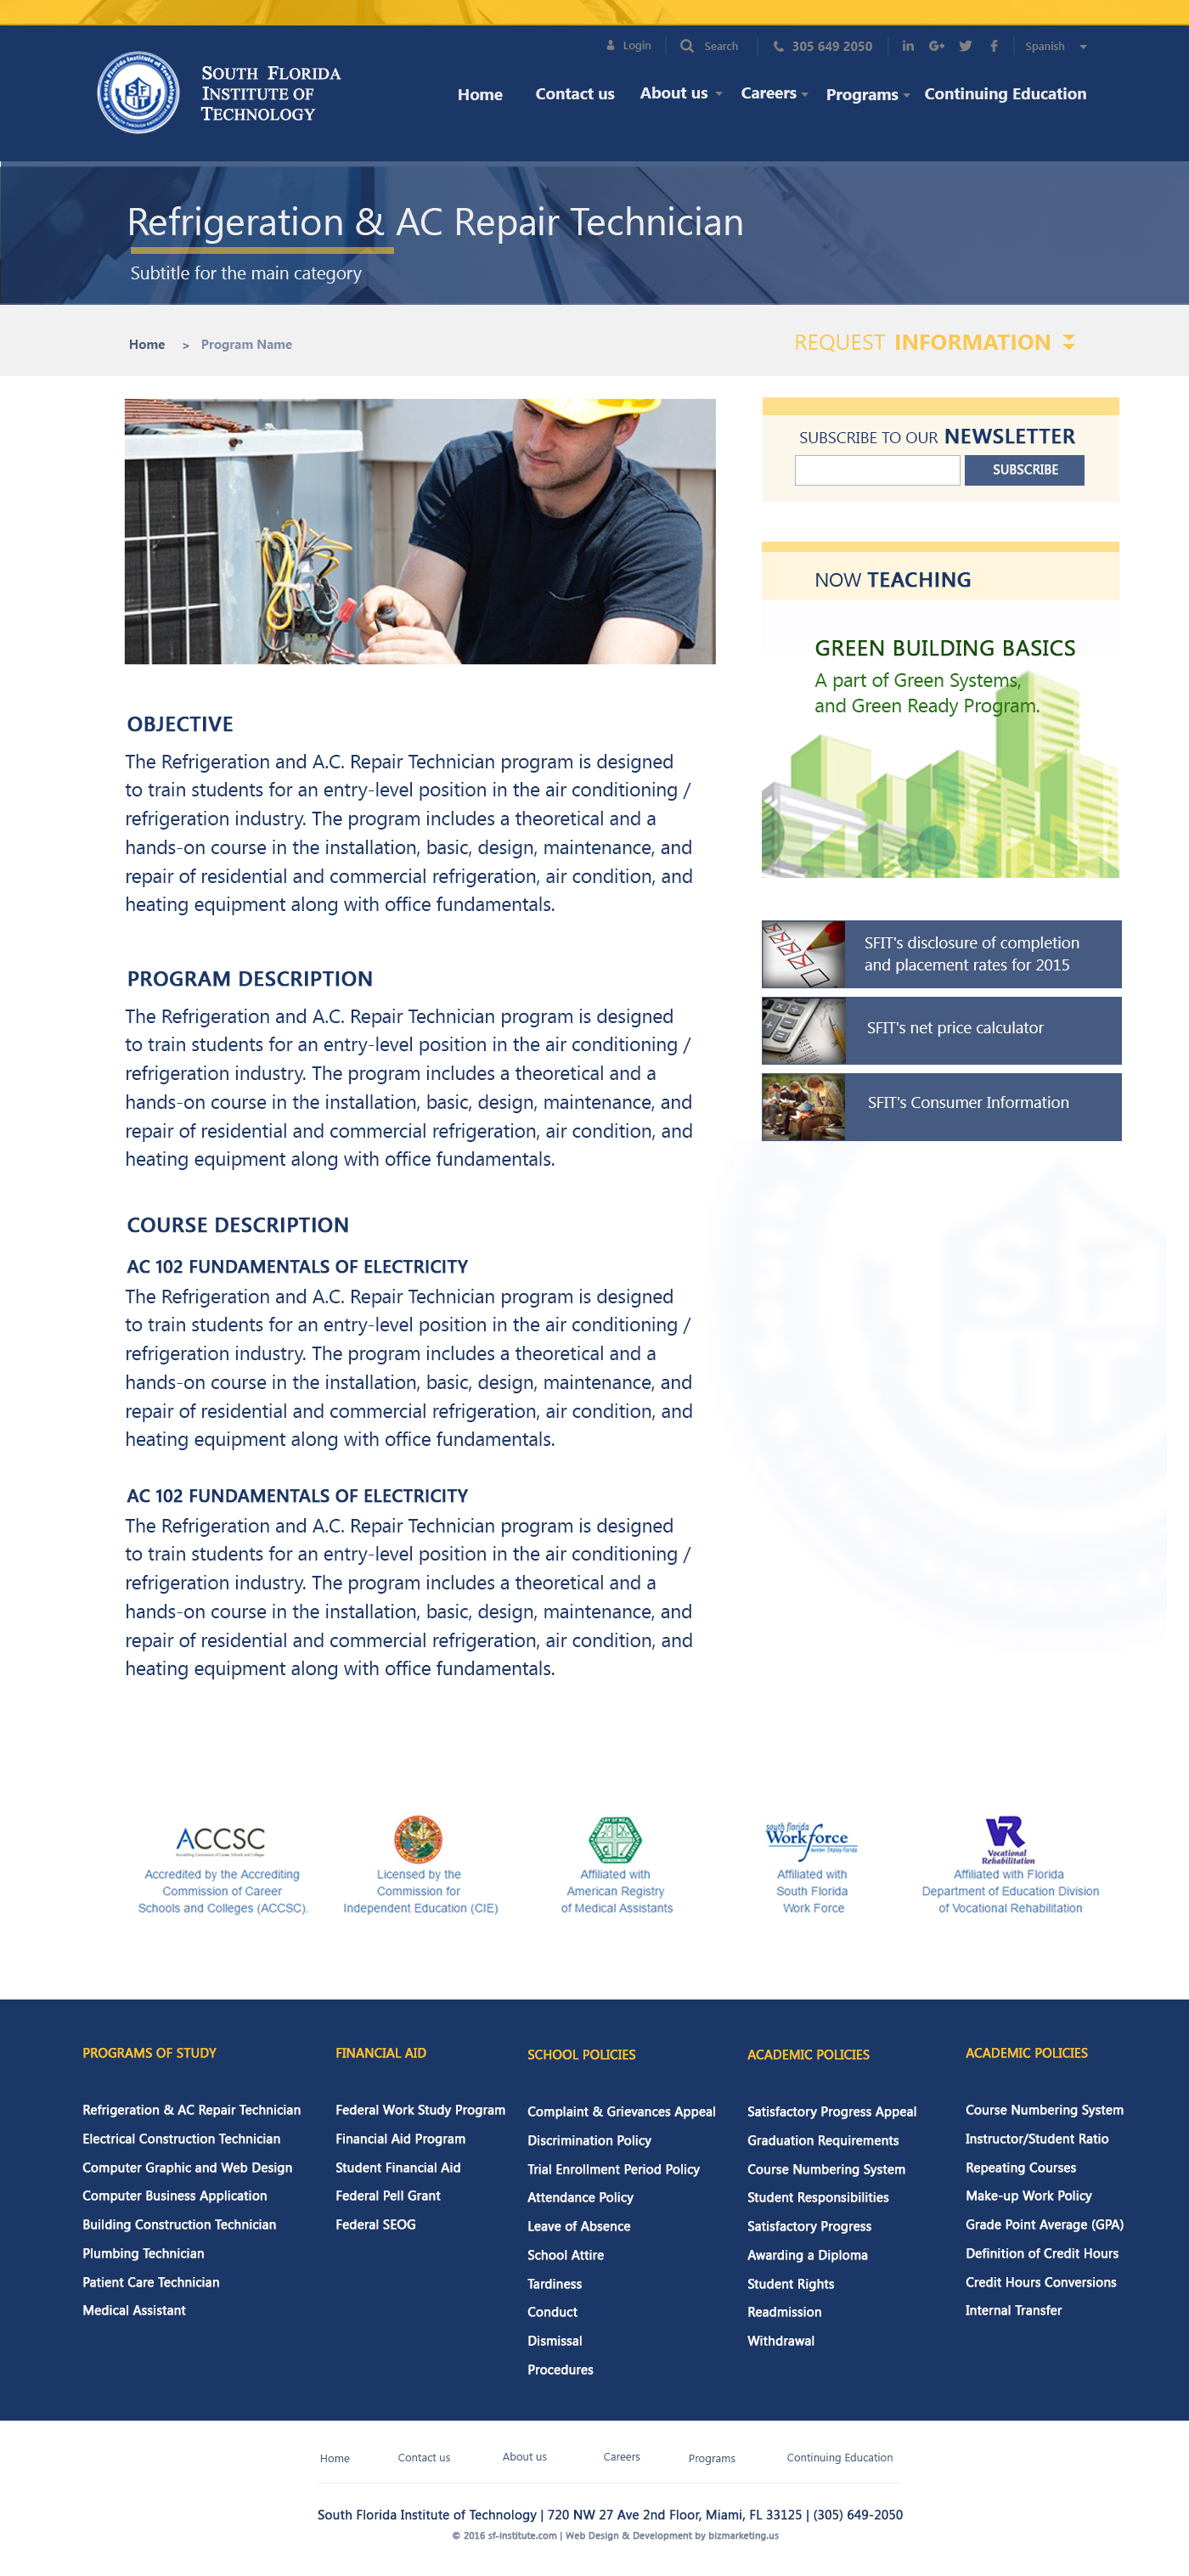 Login
Search
305 649 2050
Spanish
SFIT
SOUTH FLORIDA
INSTITUTE OF
TECHNOLOGY
Home
Contact us
About us
Careers
Programs
Continuing Education
Refrigeration & AC Repair Technician
Subtitle for the main category
Home > Program Name
REQUEST INFORMATION
SUBSCRIBE TO OUR NEWSLETTER
SUBSCRIBE
NOW TEACHING
GREEN BUILDING BASICS
A part of Green Systems,
and Green Ready Program.
OBJECTIVE
The Refrigeration and A.C. Repair Technician program is designed
to train students for an entry-level position in the air conditioning /
refrigeration industry. The program includes a theoretical and a
hands-on course in the installation, basic, design, maintenance, and
repair of residential and commercial refrigeration, air condition, and
heating equipment along with office fundamentals.
SFIT's disclosure of completion
and placement rates for 2015
SFIT's net price calculator
SFIT's Consumer Information
PROGRAM DESCRIPTION
The Refrigeration and A.C. Repair Technician program is designed
to train students for an entry-level position in the air conditioning /
refrigeration industry. The program includes a theoretical and a
hands-on course in the installation, basic, design, maintenance, and
repair of residential and commercial refrigeration, air condition, and
heating equipment along with office fundamentals.
COURSE DESCRIPTION
AC 102 FUNDAMENTALS OF ELECTRICITY
The Refrigeration and A.C. Repair Technician program is designed
to train students for an entry-level position in the air conditioning /
refrigeration industry. The program includes a theoretical and a
hands-on course in the installation, basic, design, maintenance, and
repair of residential and commercial refrigeration, air condition, and
heating equipment along with office fundamentals.
AC 102 FUNDAMENTALS OF ELECTRICITY
The Refrigeration and A.C. Repair Technician program is designed
to train students for an entry-level position in the air conditioning /
refrigeration industry. The program includes a theoretical and a
hands-on course in the installation, basic, design, maintenance, and
repair of residential and commercial refrigeration, air condition, and
heating equipment along with office fundamentals.
SF
IT
ACCSC
Accredited by the Accrediting
Commission of Career
Schools and Colleges (ACCSC).
Licensed by the
Commission for
Independent Education (CIE)
Affiliated with
American Registry
of Medical Assistants
south florida
Workforce
Affiliated with
South Florida
Work Force
VR
Vocational
Rehabilitation
Affiliated with Florida
Department of Education Division
of Vocational Rehabilitation
PROGRAMS OF STUDY
Refrigeration & AC Repair Technician
Electrical Construction Technician
Computer Graphic and Web Design
Computer Business Application
Building Construction Technician
Plumbing Technician
Patient Care Technician
Medical Assistant
FINANCIAL AID
Federal Work Study Program
Financial Aid Program
Student Financial Aid
Federal Pell Grant
Federal SEOG
SCHOOL POLICIES
Complaint & Grievances Appeal
Discrimination Policy
Trial Enrollment Period Policy
Attendance Policy
Leave of Absence
School Attire
Tardiness
Conduct
Dismissal
Procedures
ACADEMIC POLICIES
Satisfactory Progress Appeal
Graduation Requirements
Course Numbering System
Student Responsibilities
Satisfactory Progress
Awarding a Diploma
Student Rights
Readmission
Withdrawal
ACADEMIC POLICIES
Course Numbering System
Instructor/Student Ratio
Repeating Courses
Make-up Work Policy
Grade Point Average (GPA)
Definition of Credit Hours
Credit Hours Conversions
Internal Transfer
Home
Contact us
About us
Careers
Programs
Continuing Education
South Florida Institute of Technology | 720 NW 27 Ave 2nd Floor, Miami, FL 33125 | (305) 649-2050
© 2016 sf-institute.com | Web Design & Development by bizmarketing.us